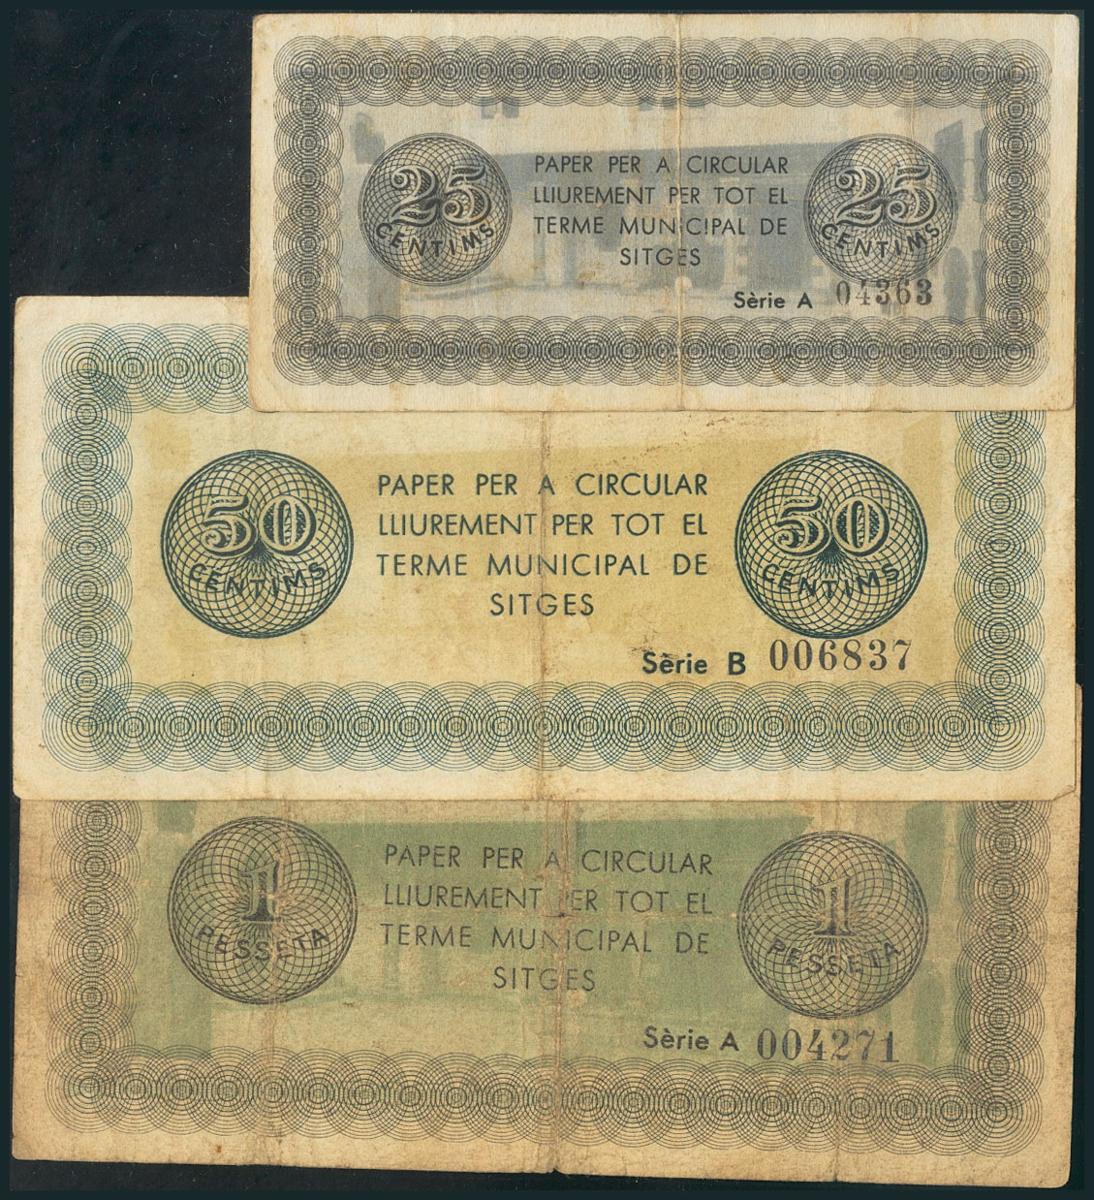 25
CENTIMS
PAPER PER A CIRCULAR
LLIUREMENT PER TOT EL
TERME MUNICIPAL DE
SITGES
25
CENTIMS
Sèrie A 04363
50
CENTIMS
PAPER PER A CIRCULAR
LLIUREMENT PER TOT EL
TERME MUNICIPAL DE
SITGES
50
CENTIMS
Sèrie B 006837
1
PESSETA
PAPER PER A CIRCULAR
LLIUREMENT PER TOT EL
TERME MUNICIPAL DE
SITGES
1
PESSETA
Sèrie A 004271